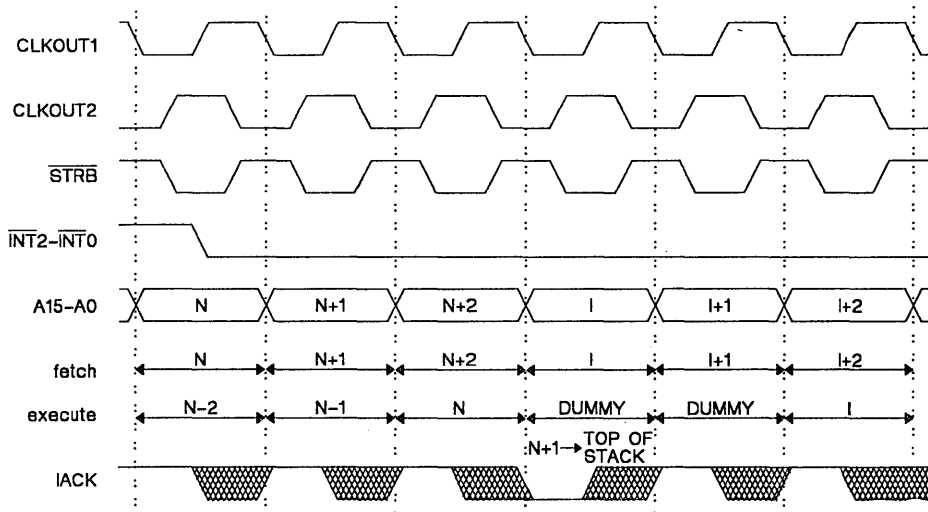 CLKOUT1
CLKOUT2
STRB
INT2-INT0
A15-A0 N N+1 N+2 I I+1 I+2
fetch N N+1 N+2 I I+1 I+2
execute N-2 N-1 N DUMMY DUMMY I
N+1→ TOP OF
STACK
IACK